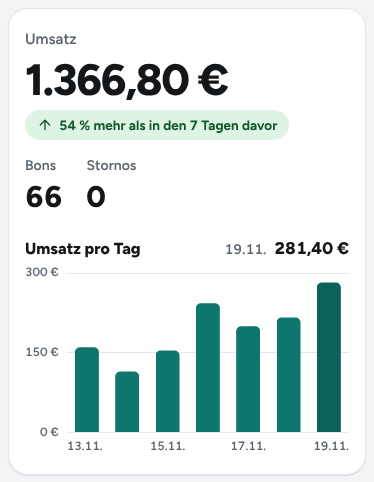 Umsatz
1.366,80 €
↑ 54 % mehr als in den 7 Tagen davor
Bons Stornos
66 0
Umsatz pro Tag 19.11. 281,40 €
300 €
150 €
0 €
13.11. 15.11. 17.11. 19.11.